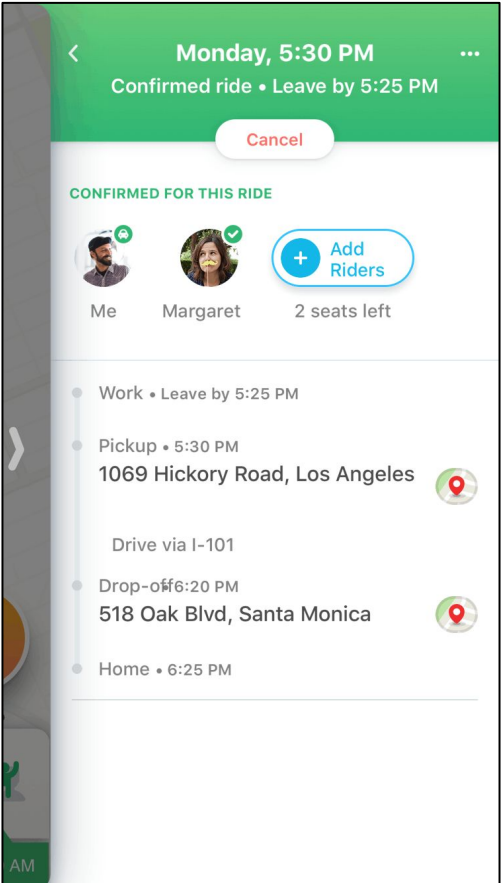 Monday, 5:30 PM
Confirmed ride • Leave by 5:25 PM
Cancel
CONFIRMED FOR THIS RIDE
Add
Riders
Me
Margaret
2 seats left
Work • Leave by 5:25 PM
Pickup • 5:30 PM
1069 Hickory Road, Los Angeles
Drive via I-101
Drop-off•6:20 PM
518 Oak Blvd, Santa Monica
Home • 6:25 PM
AM